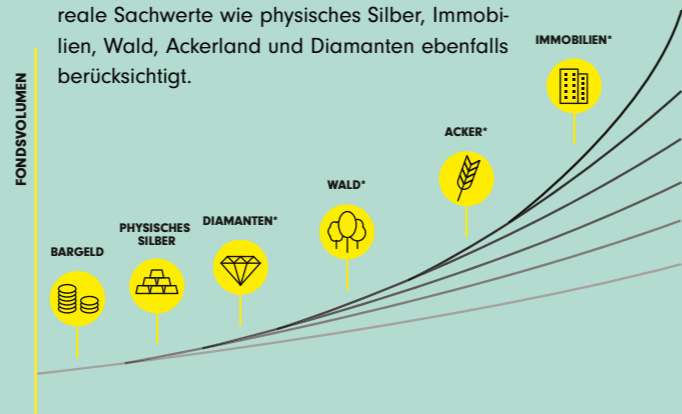 reale Sachwerte wie physisches Silber, Immobi-
lien, Wald, Ackerland und Diamanten ebenfalls
berücksichtigt.
IMMOBILIEN*
ACKER*
WALD*
DIAMANTEN*
PHYSISCHES
SILBER
BARGELD
FONDSVOLUMEN